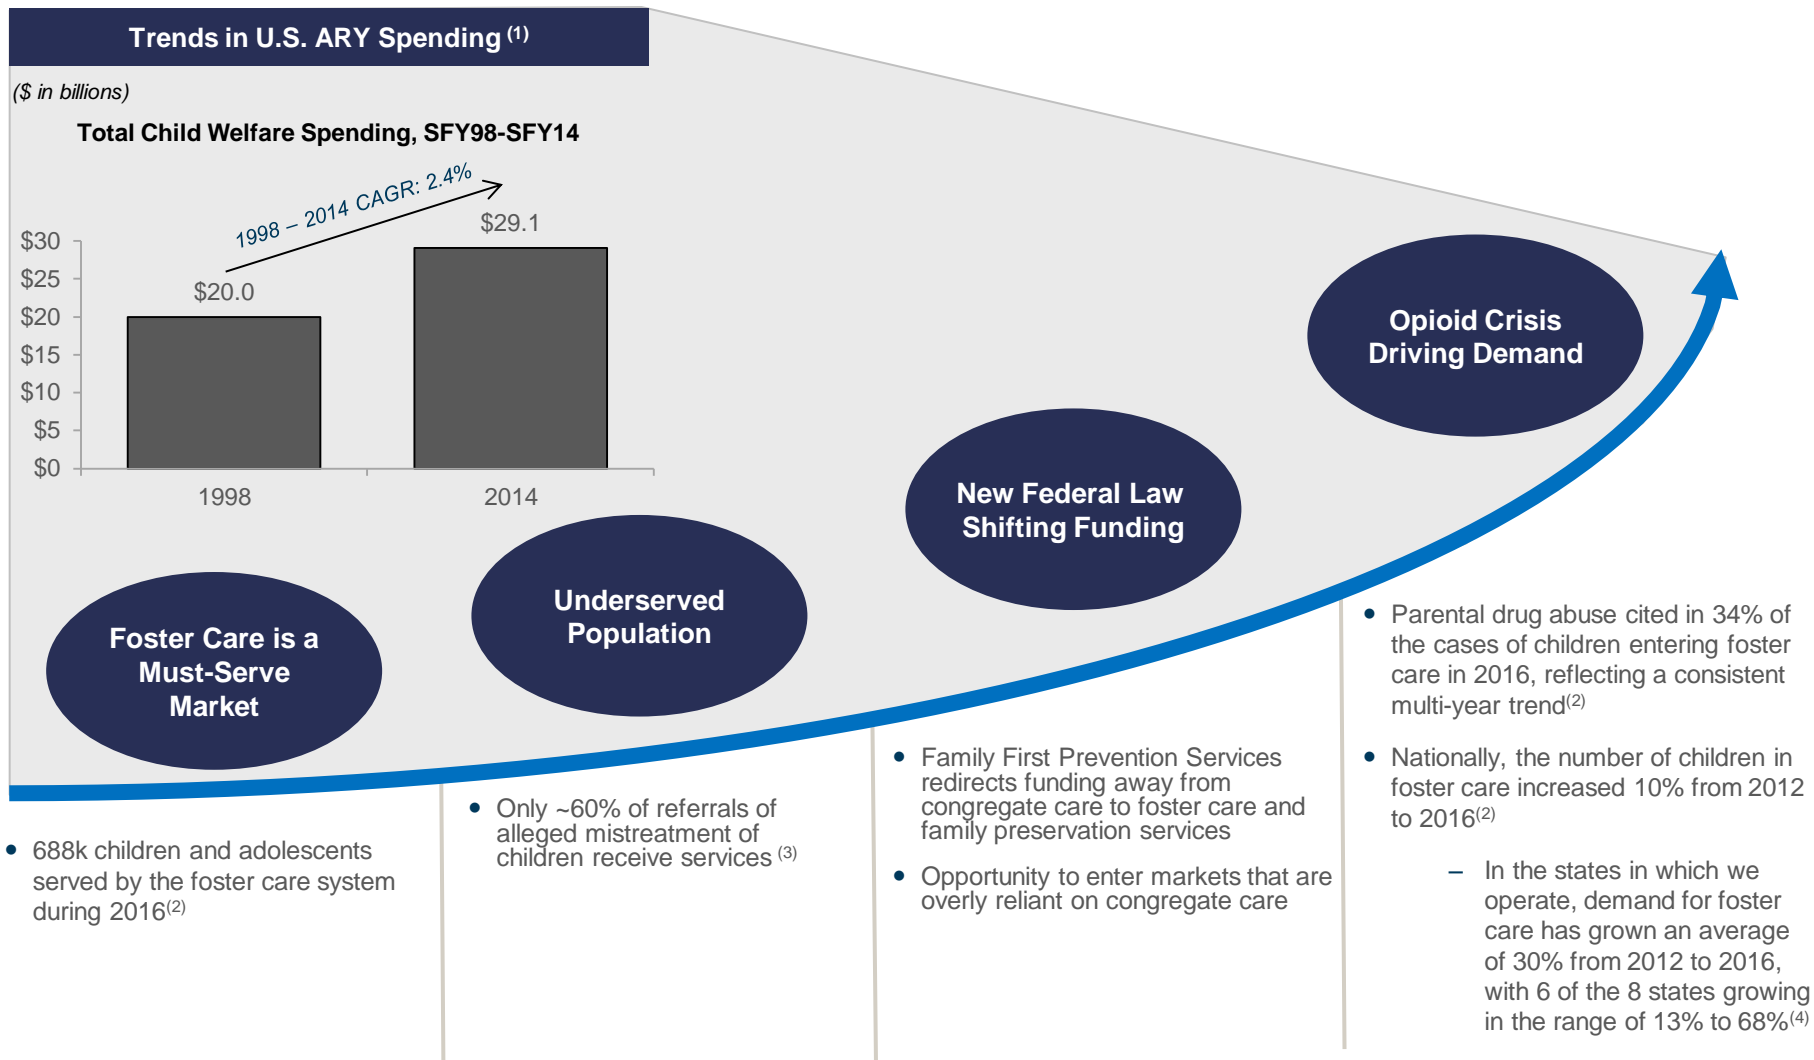 Trends in U.S. ARY Spending (1)
($ in billions)
Total Child Welfare Spending, SFY98-SFY14
1998 – 2014 CAGR: 2.4%
$30
$25
$20
$15
$10
$5
$0
$20.0
$29.1
1998
2014
Foster Care is a
Must-Serve
Market
Underserved
Population
New Federal Law
Shifting Funding
Opioid Crisis
Driving Demand
• 688k children and adolescents
served by the foster care system
during 2016(2)
• Only ~60% of referrals of
alleged mistreatment of
children receive services (3)
• Family First Prevention Services
redirects funding away from
congregate care to foster care and
family preservation services
• Opportunity to enter markets that are
overly reliant on congregate care
• Parental drug abuse cited in 34% of
the cases of children entering foster
care in 2016, reflecting a consistent
multi-year trend(2)
• Nationally, the number of children in
foster care increased 10% from 2012
to 2016(2)
– In the states in which we
operate, demand for foster
care has grown an average
of 30% from 2012 to 2016,
with 6 of the 8 states growing
in the range of 13% to 68%(4)